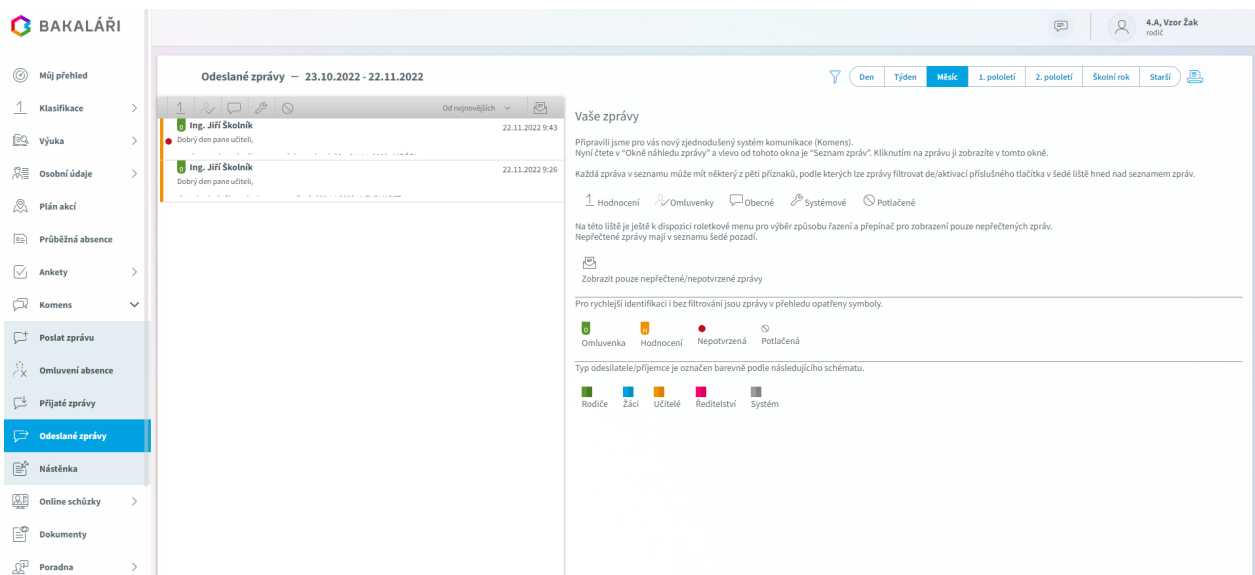 BAKALÁŘI
4.A, Vzor Žak
rodič
Můj přehled
Klasifikace
Výuka
Osobní údaje
Plán akcí
Průběžná absence
Ankety
Komens
Poslat zprávu
Omluvení absence
Přijaté zprávy
Odeslané zprávy
Nástěnka
Online schůzky
Dokumenty
Poradna
Odeslané zprávy — 23.10.2022 - 22.11.2022
Den Týden Měsíc 1. pololetí 2. pololetí Školní rok Starší
Od nejnovějších
O Ing. Jiří Školník
22.11.2022 9:43
Dobrý den pane učiteli,
O Ing. Jiří Školník
22.11.2022 9:26
Dobrý den pane učiteli,
Vaše zprávy
Připravili jsme pro vás nový zjednodušený systém komunikace (Komens).
Nyní čtete v "Okně náhledu zprávy" a vlevo od tohoto okna je "Seznam zpráv". Kliknutím na zprávu ji zobrazíte v tomto okně.
Každá zpráva v seznamu může mít některý z pěti příznaků, podle kterých lze zprávy filtrovat de/aktivací příslušného tlačítka v šedé liště hned nad seznamem zpráv.
1 Hodnocení Omluvenky Obecné Systémové Potlačené
Na této liště je ještě k dispozici roletkové menu pro výběr způsobu řazení a přepínač pro zobrazení pouze nepřečtených zpráv.
Nepřečtené zprávy mají v seznamu šedé pozadí.
Zobrazit pouze nepřečtené/nepotvrzené zprávy
Pro rychlejší identifikaci i bez filtrování jsou zprávy v přehledu opatřeny symboly.
O H
Omluvenka Hodnocení Nepotvrzená Potlačená
Typ odesilatele/příjemce je označen barevně podle následujícího schématu.
Rodiče Žáci Učitelé Ředitelství Systém